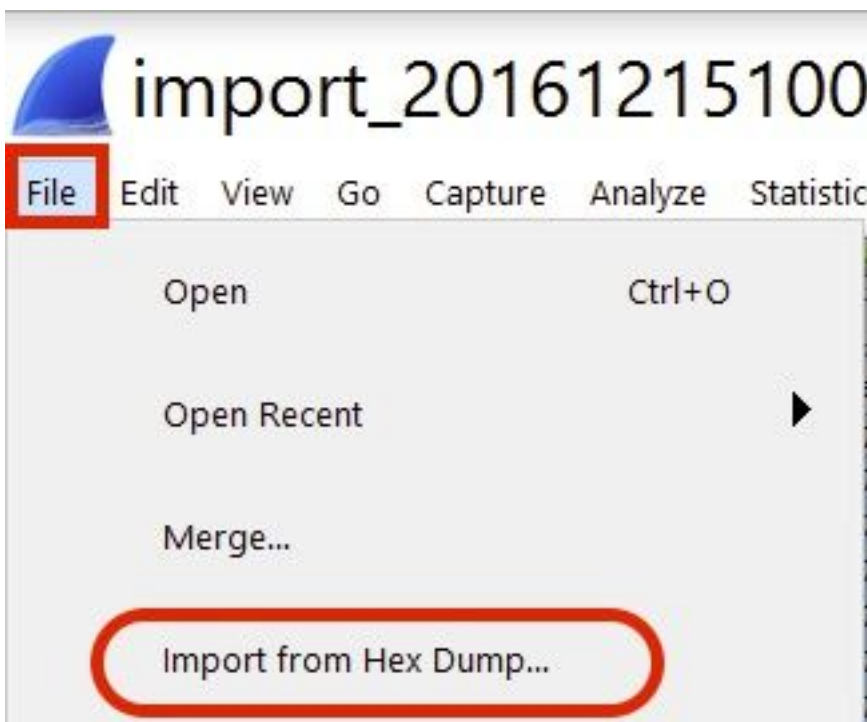 import_20161215100
File Edit View Go Capture Analyze Statistic
Open Ctrl+O
Open Recent
Merge...
Import from Hex Dump...